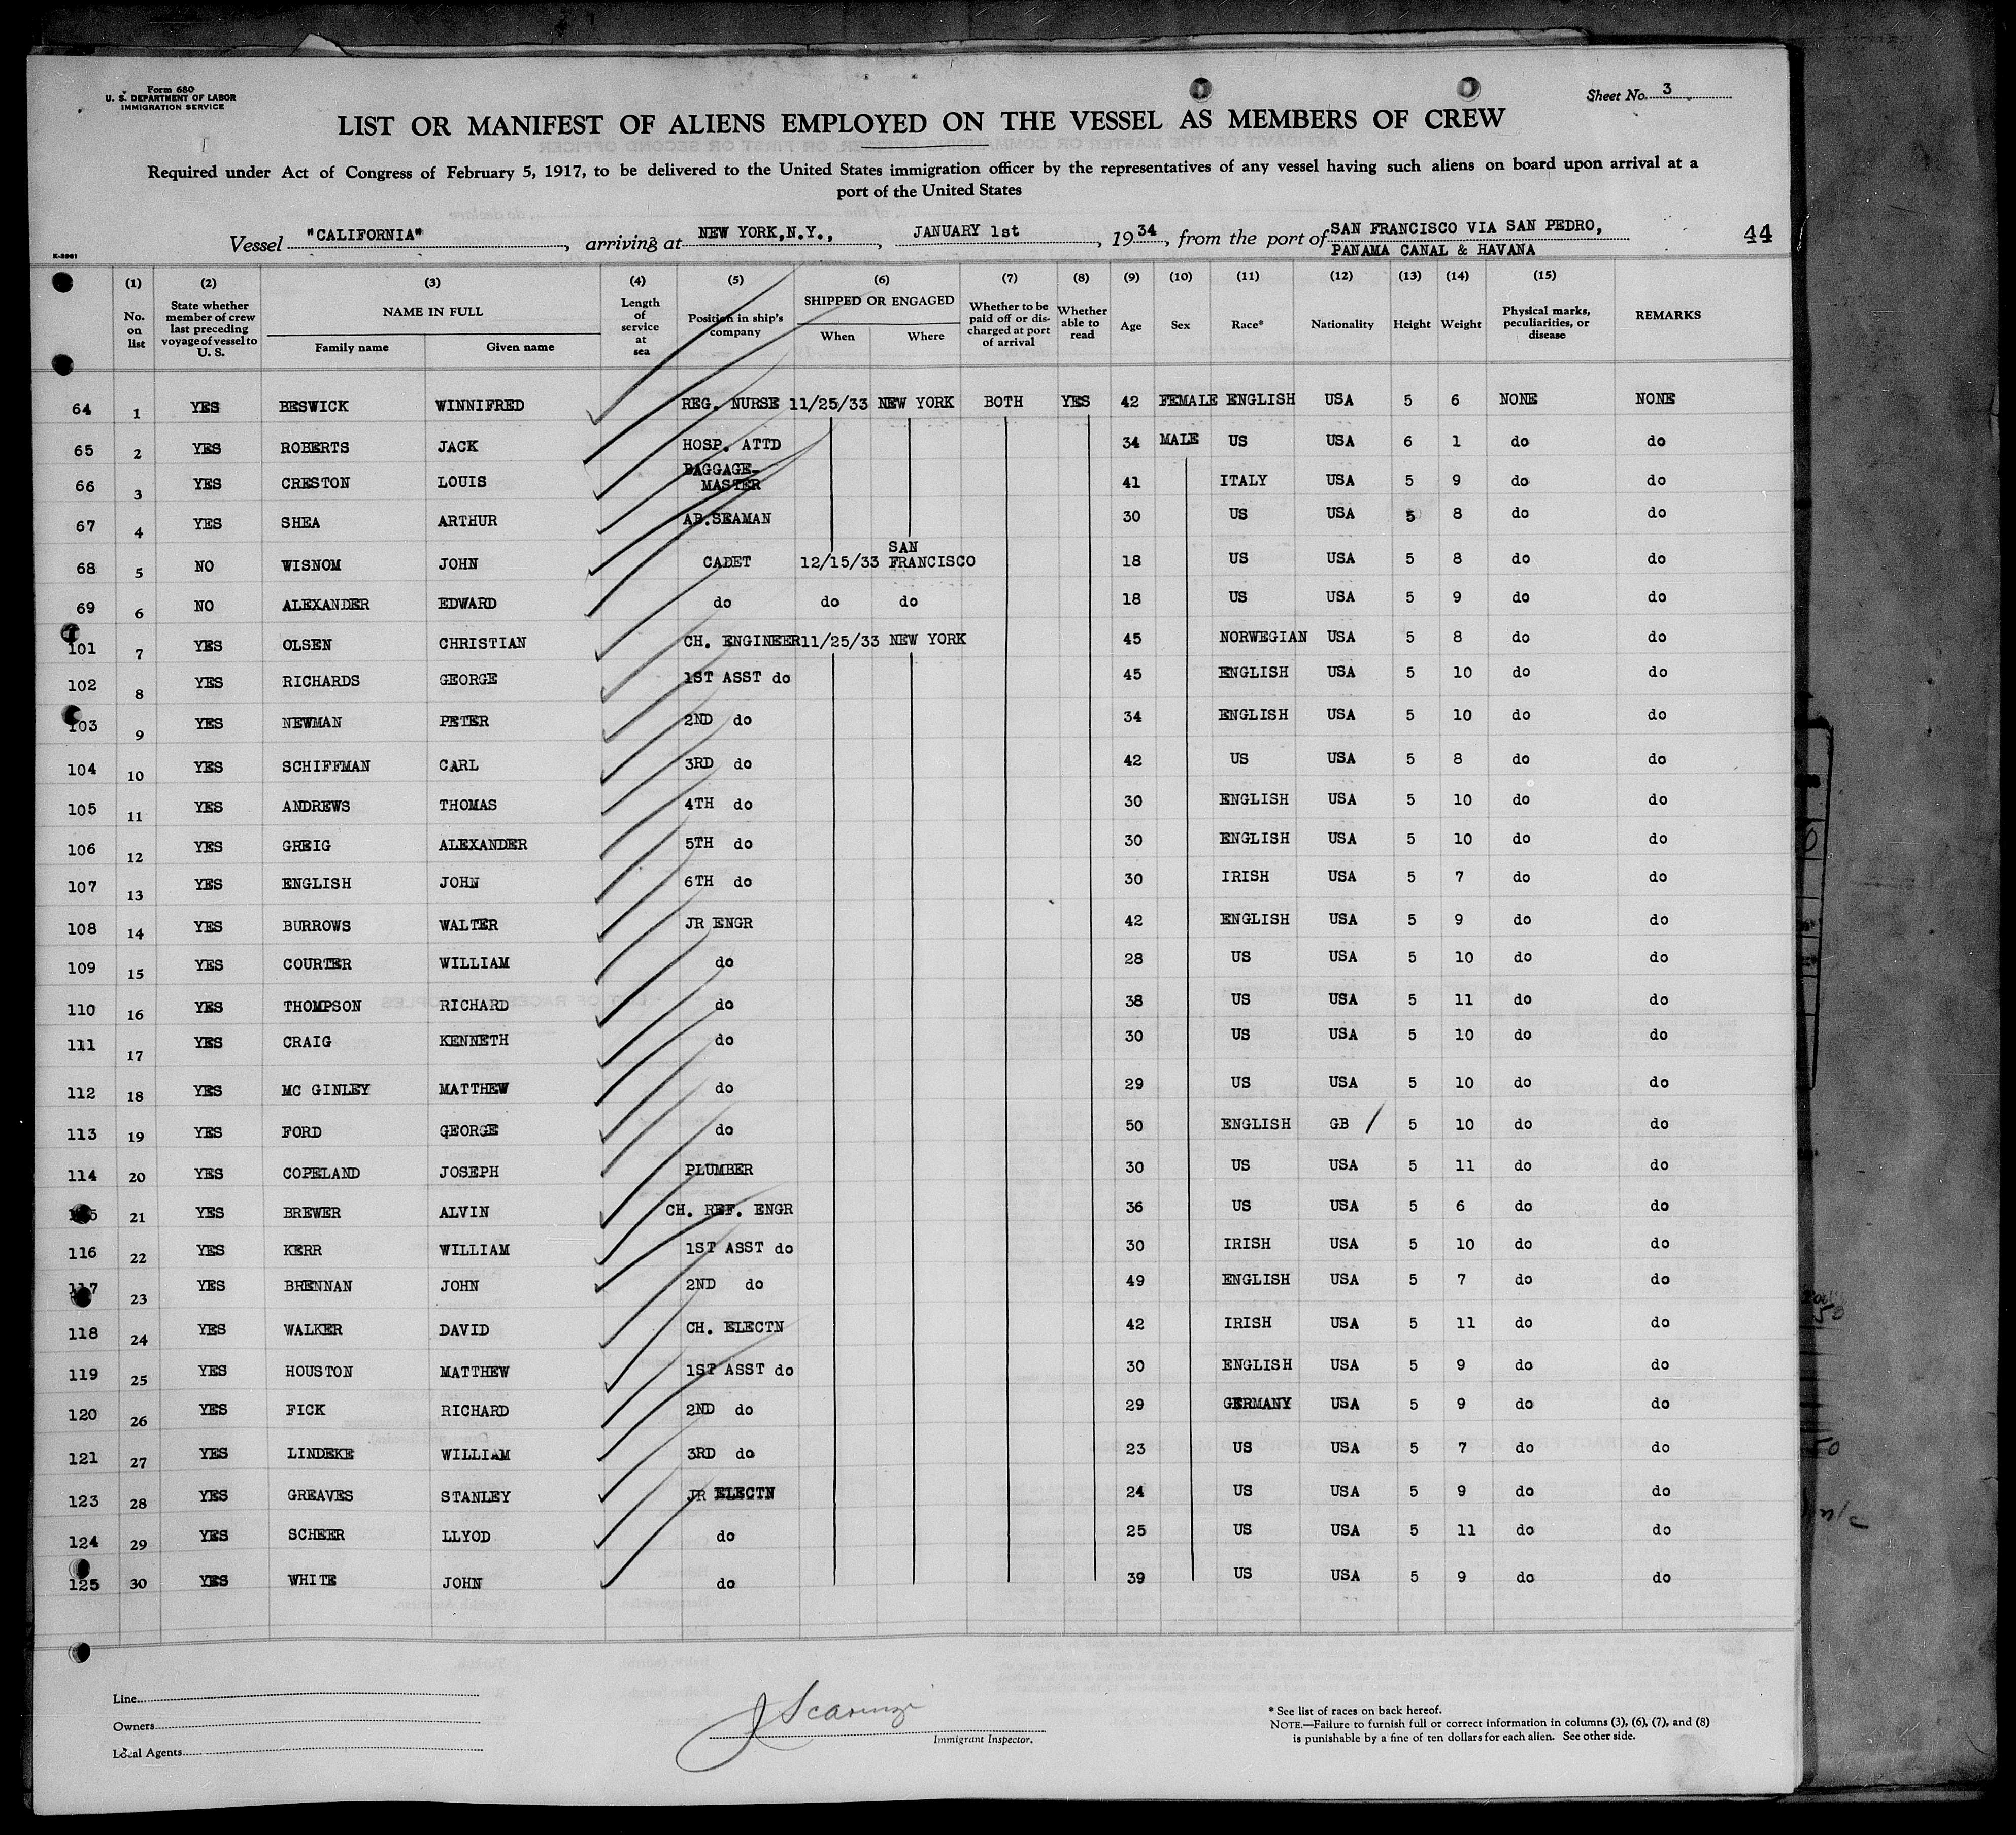 Form 680
U. S. DEPARTMENT OF LABOR
IMMIGRATION SERVICE
Sheet No. 3
LIST OR MANIFEST OF ALIENS EMPLOYED ON THE VESSEL AS MEMBERS OF CREW
Required under Act of Congress of February 5, 1917, to be delivered to the United States immigration officer by the representatives of any vessel having such aliens on board upon arrival at a
port of the United States
Vessel "CALIFORNIA", arriving at NEW YORK,N.Y., JANUARY 1st, 1934, from the port of SAN FRANCISCO VIA SAN PEDRO,
PANAMA CANAL & HAVANA
44
(1) (2) (3) (4) (5) (6) (7) (8) (9) (10) (11) (12) (13) (14) (15)
No. on list State whether member of crew last preceding voyage of vessel to U. S. NAME IN FULL Family name Given name Length of service at sea Position in ship's company SHIPPED OR ENGAGED When Where Whether to be paid off or discharged at port of arrival Whether able to read Age Sex Race* Nationality Height Weight Physical marks, peculiarities, or disease REMARKS
64 1 YES BESWICK WINNIFRED REG. NURSE 11/25/33 NEW YORK BOTH YES 42 FEMALE ENGLISH USA 5 6 NONE NONE
65 2 YES ROBERTS JACK HOSP. ATTD 34 MALE US USA 6 1 do do
66 3 YES CRESTON LOUIS BAGGAGE-MASTER 41 ITALY USA 5 9 do do
67 4 YES SHEA ARTHUR AB.SEAMAN 30 US USA 5 8 do do
68 5 NO WISNOM JOHN CADET 12/15/33 SAN FRANCISCO 18 US USA 5 8 do do
69 6 NO ALEXANDER EDWARD do do do 18 US USA 5 9 do do
101 7 YES OLSEN CHRISTIAN CH. ENGINEER 11/25/33 NEW YORK 45 NORWEGIAN USA 5 8 do do
102 8 YES RICHARDS GEORGE 1ST ASST do 45 ENGLISH USA 5 10 do do
103 9 YES NEWMAN PETER 2ND do 34 ENGLISH USA 5 10 do do
104 10 YES SCHIFFMAN CARL 3RD do 42 US USA 5 8 do do
105 11 YES ANDREWS THOMAS 4TH do 30 ENGLISH USA 5 10 do do
106 12 YES GREIG ALEXANDER 5TH do 30 ENGLISH USA 5 10 do do
107 13 YES ENGLISH JOHN 6TH do 30 IRISH USA 5 7 do do
108 14 YES BURROWS WALTER JR ENGR 42 ENGLISH USA 5 9 do do
109 15 YES COURTER WILLIAM do 28 US USA 5 10 do do
110 16 YES THOMPSON RICHARD do 38 US USA 5 11 do do
111 17 YES CRAIG KENNETH do 30 US USA 5 10 do do
112 18 YES MC GINLEY MATTHEW do 29 US USA 5 10 do do
113 19 YES FORD GEORGE do 50 ENGLISH GB / 5 10 do do
114 20 YES COPELAND JOSEPH PLUMBER 30 US USA 5 11 do do
21 YES BREWER ALVIN CH. REF. ENGR 36 US USA 5 6 do do
116 22 YES KERR WILLIAM 1ST ASST do 30 IRISH USA 5 10 do do
117 23 YES BRENNAN JOHN 2ND do 49 ENGLISH USA 5 7 do do
118 24 YES WALKER DAVID CH. ELECTN 42 IRISH USA 5 11 do do
119 25 YES HOUSTON MATTHEW 1ST ASST do 30 ENGLISH USA 5 9 do do
120 26 YES FICK RICHARD 2ND do 29 GERMANY USA 5 9 do do
121 27 YES LINDEKE WILLIAM 3RD do 23 US USA 5 7 do do
123 28 YES GREAVES STANLEY JR ELECTN 24 US USA 5 9 do do
124 29 YES SCHEER LLYOD do 25 US USA 5 11 do do
125 30 YES WHITE JOHN do 39 US USA 5 9 do do
Line
Owners
Local Agents
J Scarinzi
Immigrant Inspector.
* See list of races on back hereof.
NOTE.—Failure to furnish full or correct information in columns (3), (6), (7), and (8)
is punishable by a fine of ten dollars for each alien. See other side.